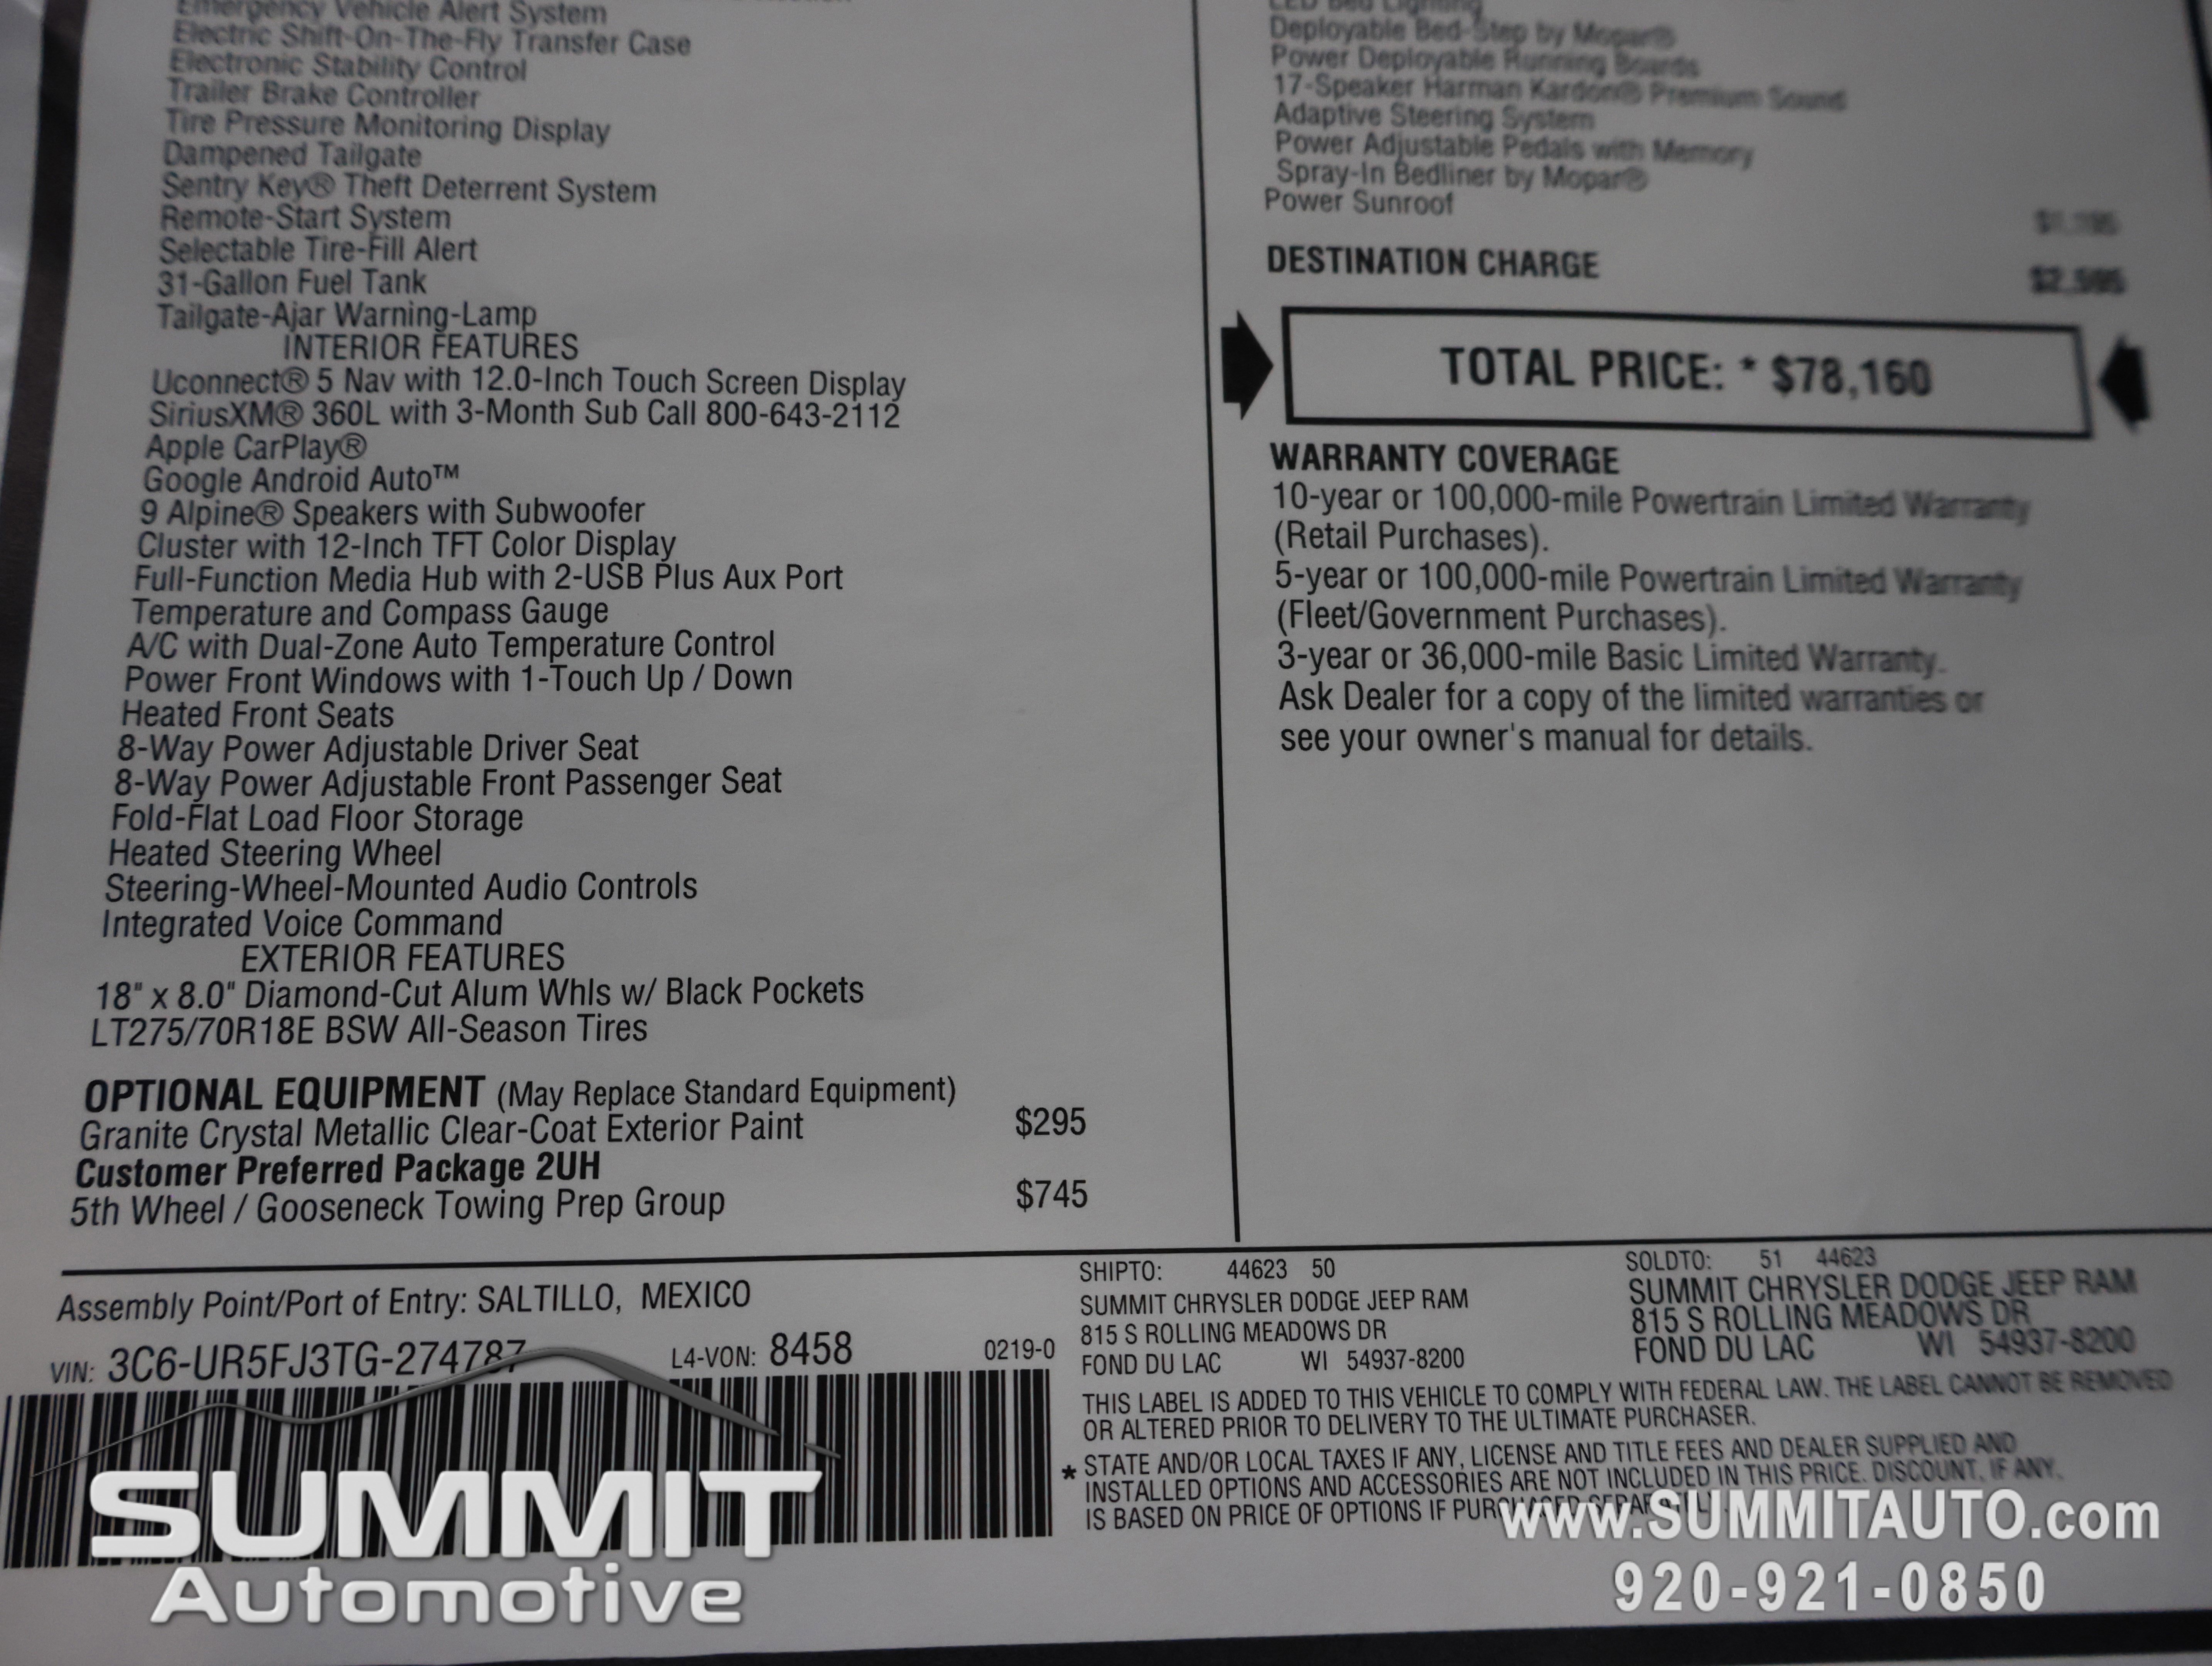 Emergency Vehicle Alert System
Electric Shift-On-The-Fly Transfer Case
Electronic Stability Control
Trailer Brake Controller
Tire Pressure Monitoring Display
Dampened Tailgate
Sentry Key® Theft Deterrent System
Remote-Start System
Selectable Tire-Fill Alert
31-Gallon Fuel Tank
Tailgate-Ajar Warning-Lamp
INTERIOR FEATURES
Uconnect® 5 Nav with 12.0-Inch Touch Screen Display
SiriusXM® 360L with 3-Month Sub Call 800-643-2112
Apple CarPlay®
Google Android Auto™
9 Alpine® Speakers with Subwoofer
Cluster with 12-Inch TFT Color Display
Full-Function Media Hub with 2-USB Plus Aux Port
Temperature and Compass Gauge
A/C with Dual-Zone Auto Temperature Control
Power Front Windows with 1-Touch Up / Down
Heated Front Seats
8-Way Power Adjustable Driver Seat
8-Way Power Adjustable Front Passenger Seat
Fold-Flat Load Floor Storage
Heated Steering Wheel
Steering-Wheel-Mounted Audio Controls
Integrated Voice Command
EXTERIOR FEATURES
18" x 8.0" Diamond-Cut Alum Whls w/ Black Pockets
LT275/70R18E BSW All-Season Tires
OPTIONAL EQUIPMENT (May Replace Standard Equipment)
Granite Crystal Metallic Clear-Coat Exterior Paint $295
Customer Preferred Package 2UH
5th Wheel / Gooseneck Towing Prep Group $745
LED Bed Lighting
Deployable Bed-Step by Mopar®
Power Deployable Running Boards
17-Speaker Harman Kardon® Premium Sound
Adaptive Steering System
Power Adjustable Pedals with Memory
Spray-In Bedliner by Mopar®
Power Sunroof
DESTINATION CHARGE $2,595
TOTAL PRICE: * $78,160
WARRANTY COVERAGE
10-year or 100,000-mile Powertrain Limited Warranty
(Retail Purchases).
5-year or 100,000-mile Powertrain Limited Warranty
(Fleet/Government Purchases).
3-year or 36,000-mile Basic Limited Warranty.
Ask Dealer for a copy of the limited warranties or
see your owner's manual for details.
Assembly Point/Port of Entry: SALTILLO, MEXICO
VIN: 3C6-UR5FJ3TG-274787 L4-VON: 8458 0219-0
SHIPTO: 44623 50
SUMMIT CHRYSLER DODGE JEEP RAM
815 S ROLLING MEADOWS DR
FOND DU LAC WI 54937-8200
SOLDTO: 51 44623
SUMMIT CHRYSLER DODGE JEEP RAM
815 S ROLLING MEADOWS DR
FOND DU LAC WI 54937-8200
THIS LABEL IS ADDED TO THIS VEHICLE TO COMPLY WITH FEDERAL LAW. THE LABEL CANNOT BE REMOVED
OR ALTERED PRIOR TO DELIVERY TO THE ULTIMATE PURCHASER.
* STATE AND/OR LOCAL TAXES IF ANY, LICENSE AND TITLE FEES AND DEALER SUPPLIED AND
INSTALLED OPTIONS AND ACCESSORIES ARE NOT INCLUDED IN THIS PRICE. DISCOUNT, IF ANY,
IS BASED ON PRICE OF OPTIONS IF PURCHASED SEPARATELY.
SUMMIT
Automotive
www.SUMMITAUTO.com
920-921-0850